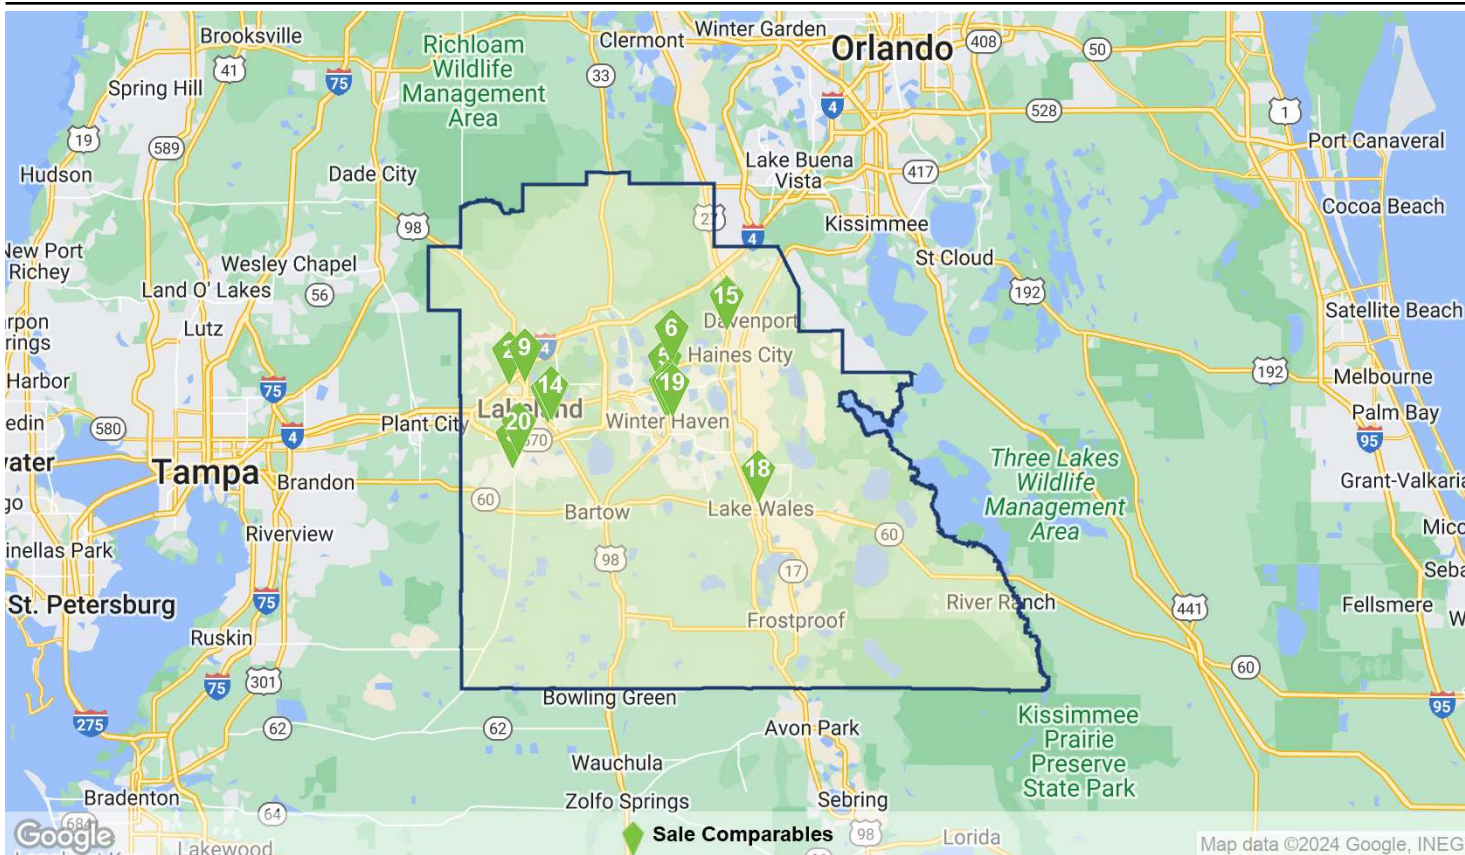 Brooksville
41
75
Richloam
Wildlife
Management
Area
Clermont
Winter Garden
Orlando
408
50
33
Spring Hill
4
528
1
19
589
Port Canaveral
Hudson
Dade City
Lake Buena
Vista
417
98
27
Kissimmee
Cocoa Beach
4
New Port
Richey
Wesley Chapel
St Cloud
Land O' Lakes
56
192
15
Satellite Beach
Lutz
6
Davenport
2
9
4
5
Haines City
Harbor
75
192
Melbourne
14
19
Lakeland
Palm Bay
580
Plant City
20
570
Winter Haven
4
95
Tampa
Brandon
18
Three Lakes
Wildlife
Management
Area
60
Bartow
Lake Wales
Riverview
60
98
17
75
St. Petersburg
River Ranch
441
Fellsmere
Frostproof
Ruskin
60
75
301
Bowling Green
95
275
62
62
Avon Park
Kissimmee
Prairie
Preserve
State Park
Wauchula
Bradenton
64
Zolfo Springs
Sebring
684
Google
Sale Comparables
98
Lorida
Lakewood
Map data ©2024 Google, INEG